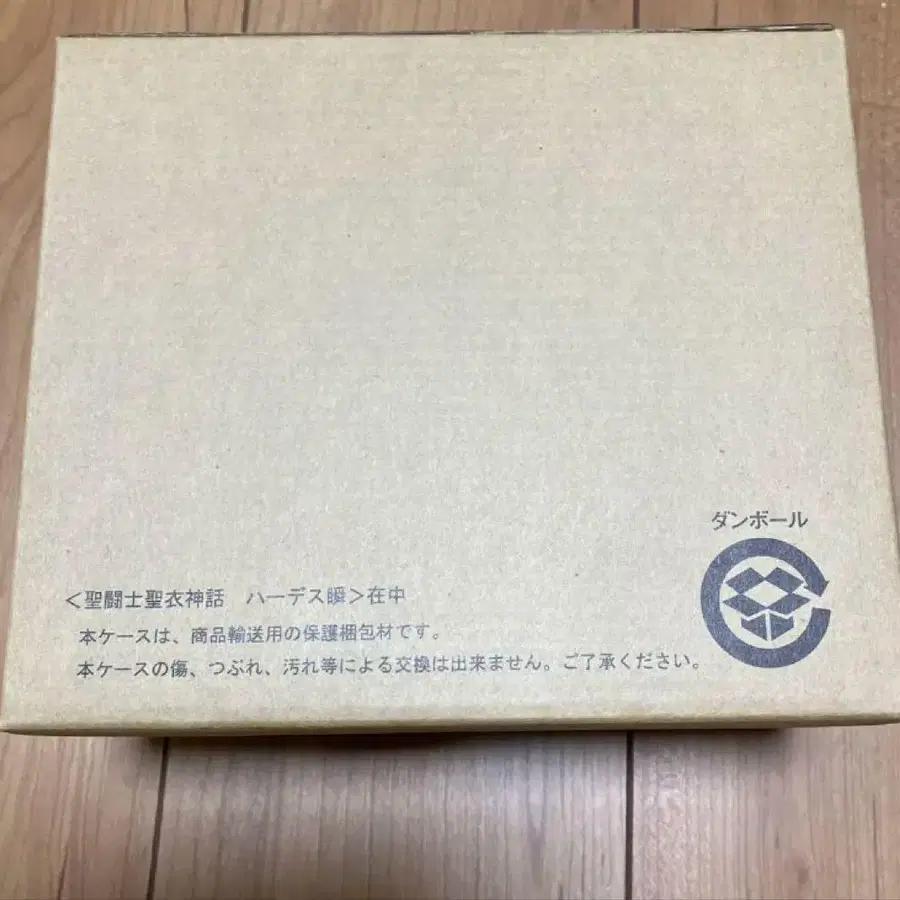 ダンボール
＜聖闘士聖衣神話　ハーデス瞬＞在中
本ケースは、商品輸送用の保護梱包材です。
本ケースの傷、つぶれ、汚れ等による交換は出来ません。ご了承ください。